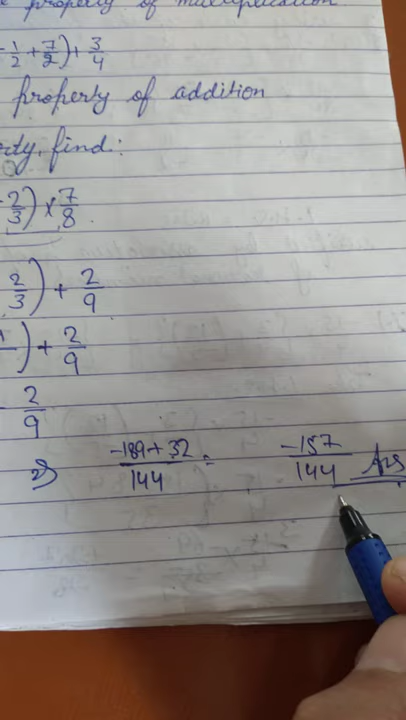 property of multiplication
-1/2 + 7/2) + 3/4
property of addition
find:
2/3) × 7/8
2/3) + 2/9
) + 2/9
2/9
⇒ -189+32/144 = -157/144 Ans